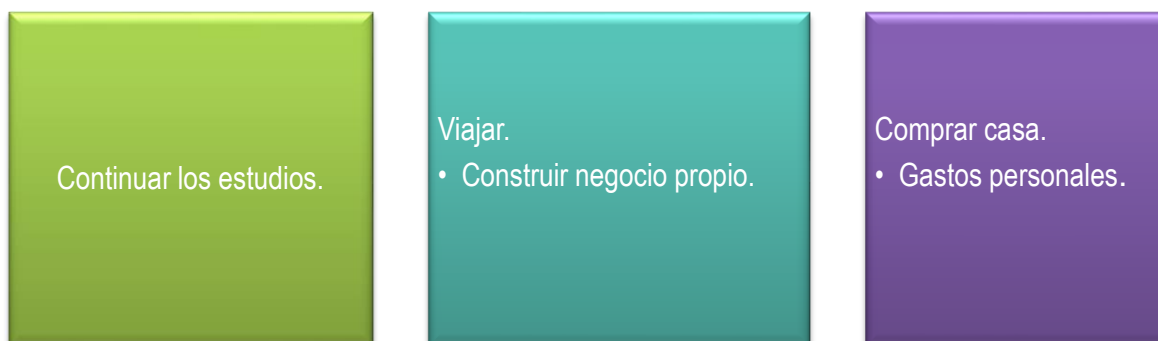 Continuar los estudios.
Viajar.
• Construir negocio propio.
Comprar casa.
• Gastos personales.